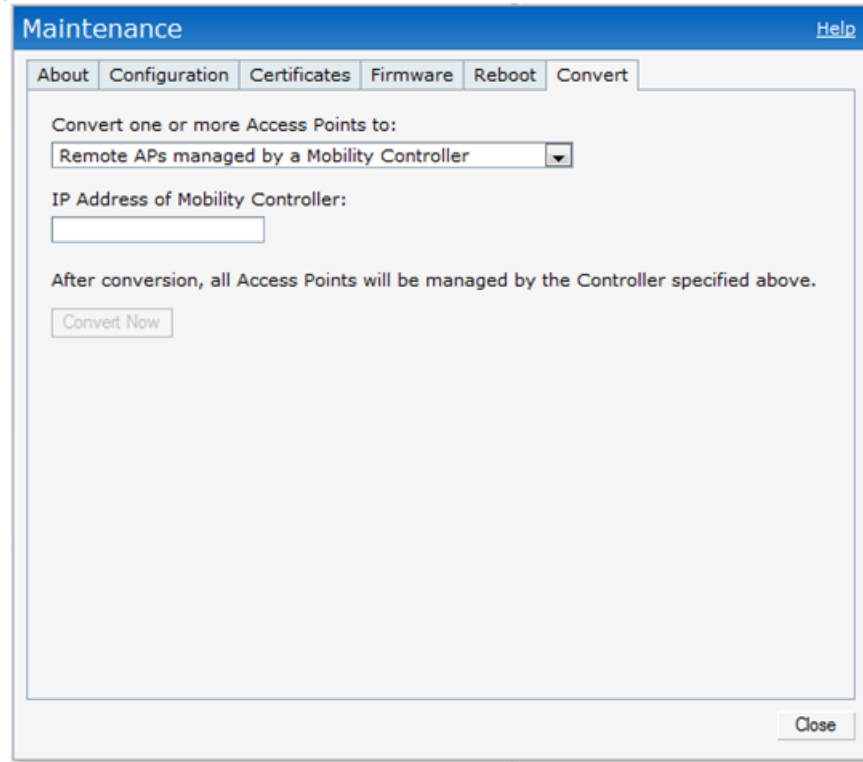 Maintenance Help
About Configuration Certificates Firmware Reboot Convert
Convert one or more Access Points to:
Remote APs managed by a Mobility Controller
IP Address of Mobility Controller:
After conversion, all Access Points will be managed by the Controller specified above.
Convert Now
Close